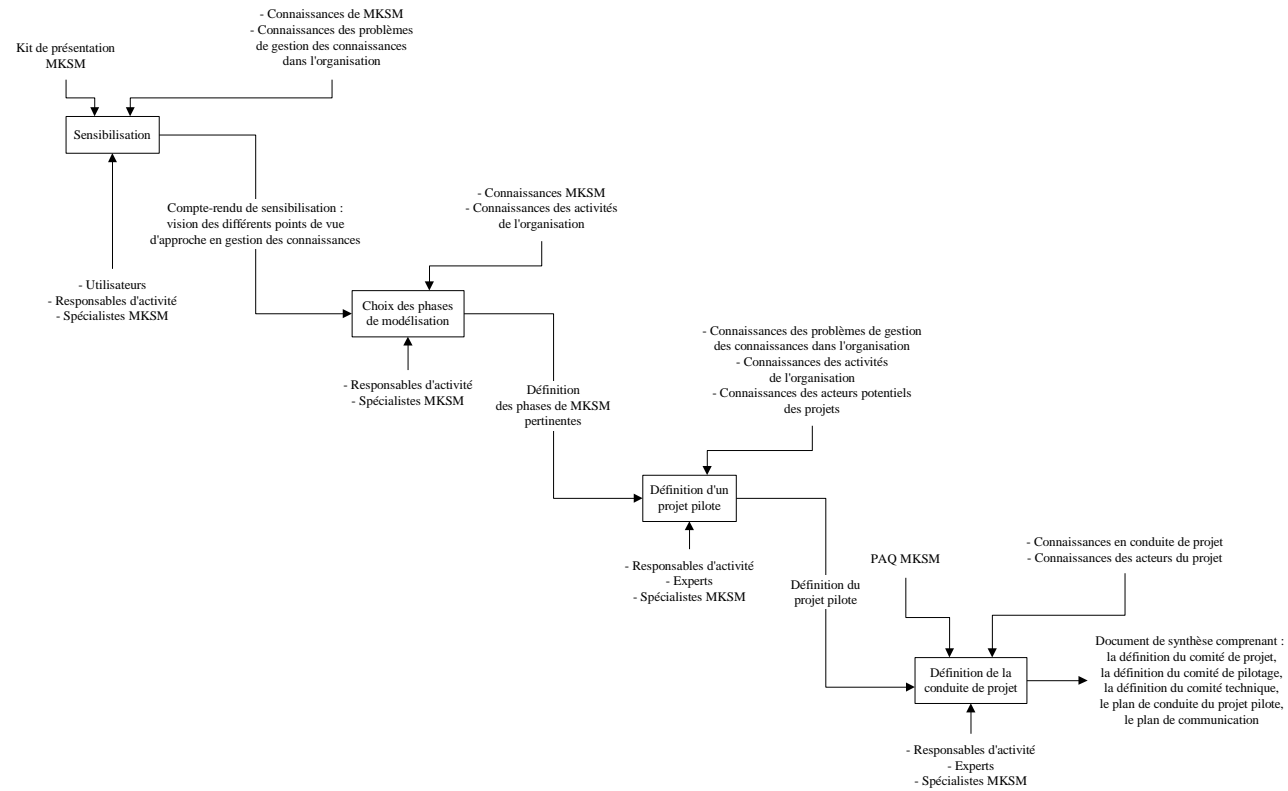 - Connaissances de MKSM
- Connaissances des problèmes
de gestion des connaissances
dans l'organisation
Kit de présentation
MKSM
Sensibilisation
- Connaissances MKSM
- Connaissances des activités
de l'organisation
Compte-rendu de sensibilisation :
vision des différents points de vue
d'approche en gestion des connaissances
- Utilisateurs
- Responsables d'activité
- Spécialistes MKSM
Choix des phases
de modélisation
- Connaissances des problèmes de gestion
des connaissances dans l'organisation
- Connaissances des activités
de l'organisation
- Connaissances des acteurs potentiels
des projets
- Responsables d'activité
- Spécialistes MKSM
Définition
des phases de MKSM
pertinentes
Définition d'un
projet pilote
- Connaissances en conduite de projet
- Connaissances des acteurs du projet
PAQ MKSM
- Responsables d'activité
- Experts
- Spécialistes MKSM
Définition du
projet pilote
Définition de la
conduite de projet
Document de synthèse comprenant :
la définition du comité de projet,
la définition du comité de pilotage,
la définition du comité technique,
le plan de conduite du projet pilote,
le plan de communication
- Responsables d'activité
- Experts
- Spécialistes MKSM